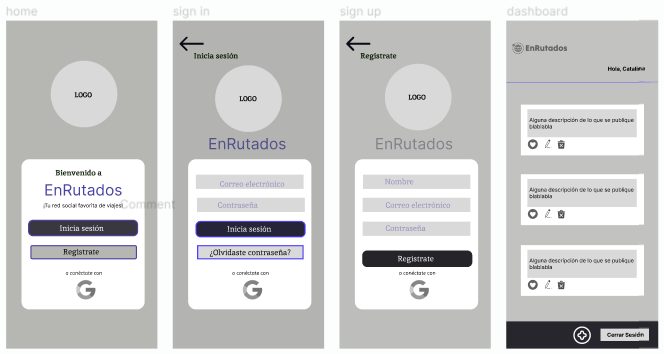 home
LOGO
Bienvenido a
EnRutados
¡Tu red social favorita de viajes!
Inicia sesión
Registrate
o conéctate con
G
sign in
Inicia sesión
LOGO
EnRutados
Correo electrónico
Contraseña
Inicia sesión
¿Olvidaste contraseña?
o conéctate con
G
Comment
sign up
Registrate
LOGO
EnRutados
Nombre
Correo electrónico
Contraseña
Registrate
o conéctate con
G
dashboard
EnRutados
Hola, Catalina
Alguna descripción de lo que se publique
blablabla
Alguna descripción de lo que se publique
blablabla
Alguna descripción de lo que se publique
blablabla
Cerrar Sesión